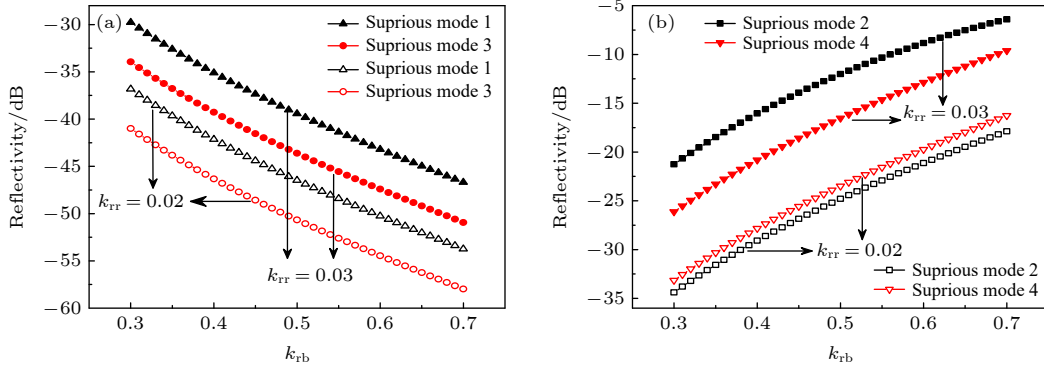 (a)
Suprious mode 1
Suprious mode 3
Suprious mode 1
Suprious mode 3
Reflectivity/dB
−30
−35
−40
−45
−50
−55
−60
k_rr = 0.02
k_rr = 0.03
0.3 0.4 0.5 0.6 0.7
k_rb
(b)
Suprious mode 2
Suprious mode 4
Reflectivity/dB
−5
−10
−15
−20
−25
−30
−35
k_rr = 0.03
k_rr = 0.02
Suprious mode 2
Suprious mode 4
0.3 0.4 0.5 0.6 0.7
k_rb